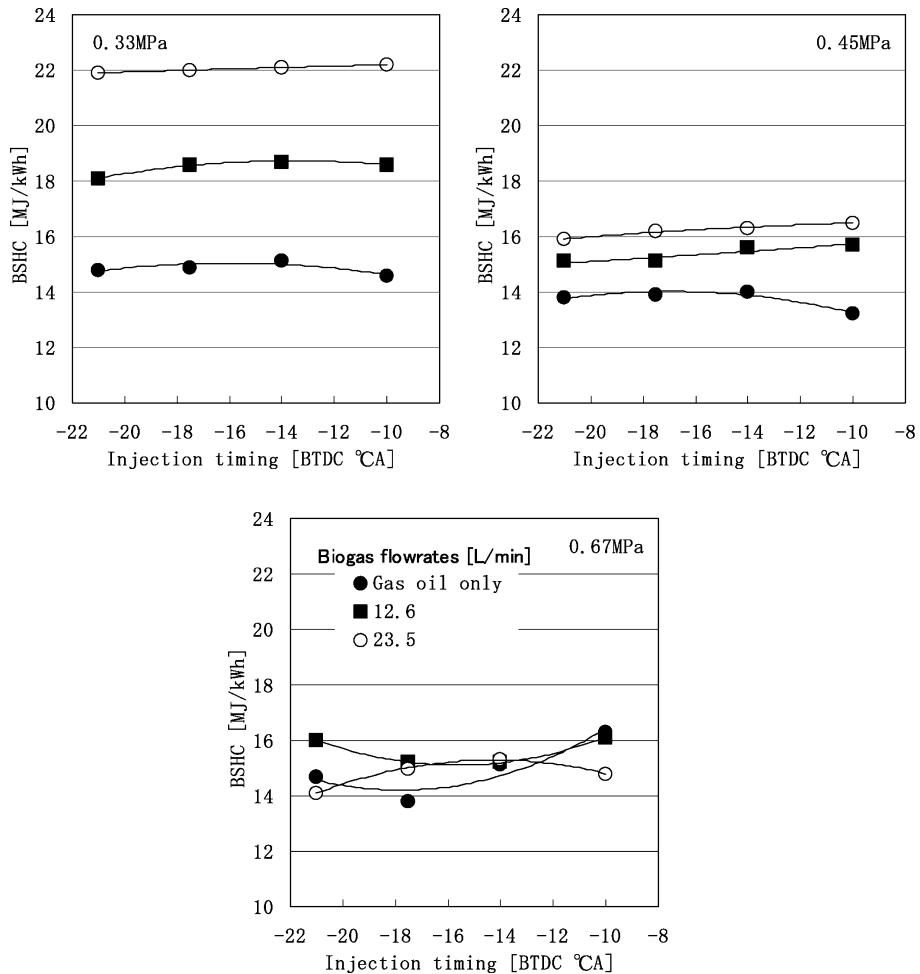 24
22
20
18
16
14
12
10
BSHC [MJ/kWh]
0.33MPa
-22 -20 -18 -16 -14 -12 -10 -8
Injection timing [BTDC ℃A]
24
22
20
18
16
14
12
10
BSHC [MJ/kWh]
0.45MPa
-22 -20 -18 -16 -14 -12 -10 -8
Injection timing [BTDC ℃A]
24
22
20
18
16
14
12
10
BSHC [MJ/kWh]
0.67MPa
Biogas flowrates [L/min]
Gas oil only
12.6
23.5
-22 -20 -18 -16 -14 -12 -10 -8
Injection timing [BTDC ℃A]